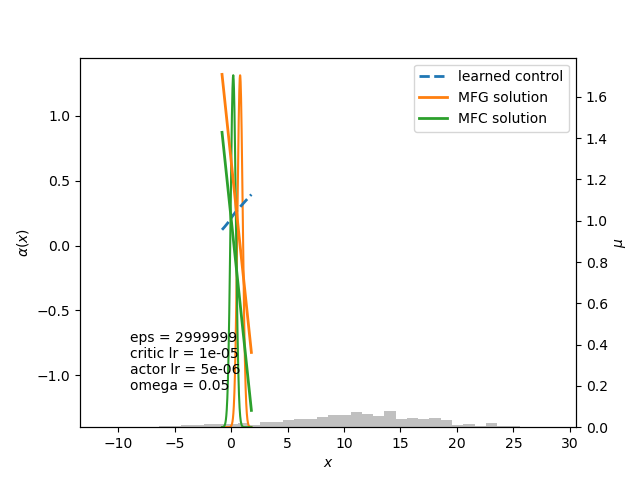 learned control
MFG solution
MFC solution
1.0
0.5
0.0
−0.5
−1.0
α(x)
1.6
1.4
1.2
1.0
0.8
0.6
0.4
0.2
0.0
μ
eps = 2999999
critic lr = 1e-05
actor lr = 5e-06
omega = 0.05
−10 −5 0 5 10 15 20 25 30
x